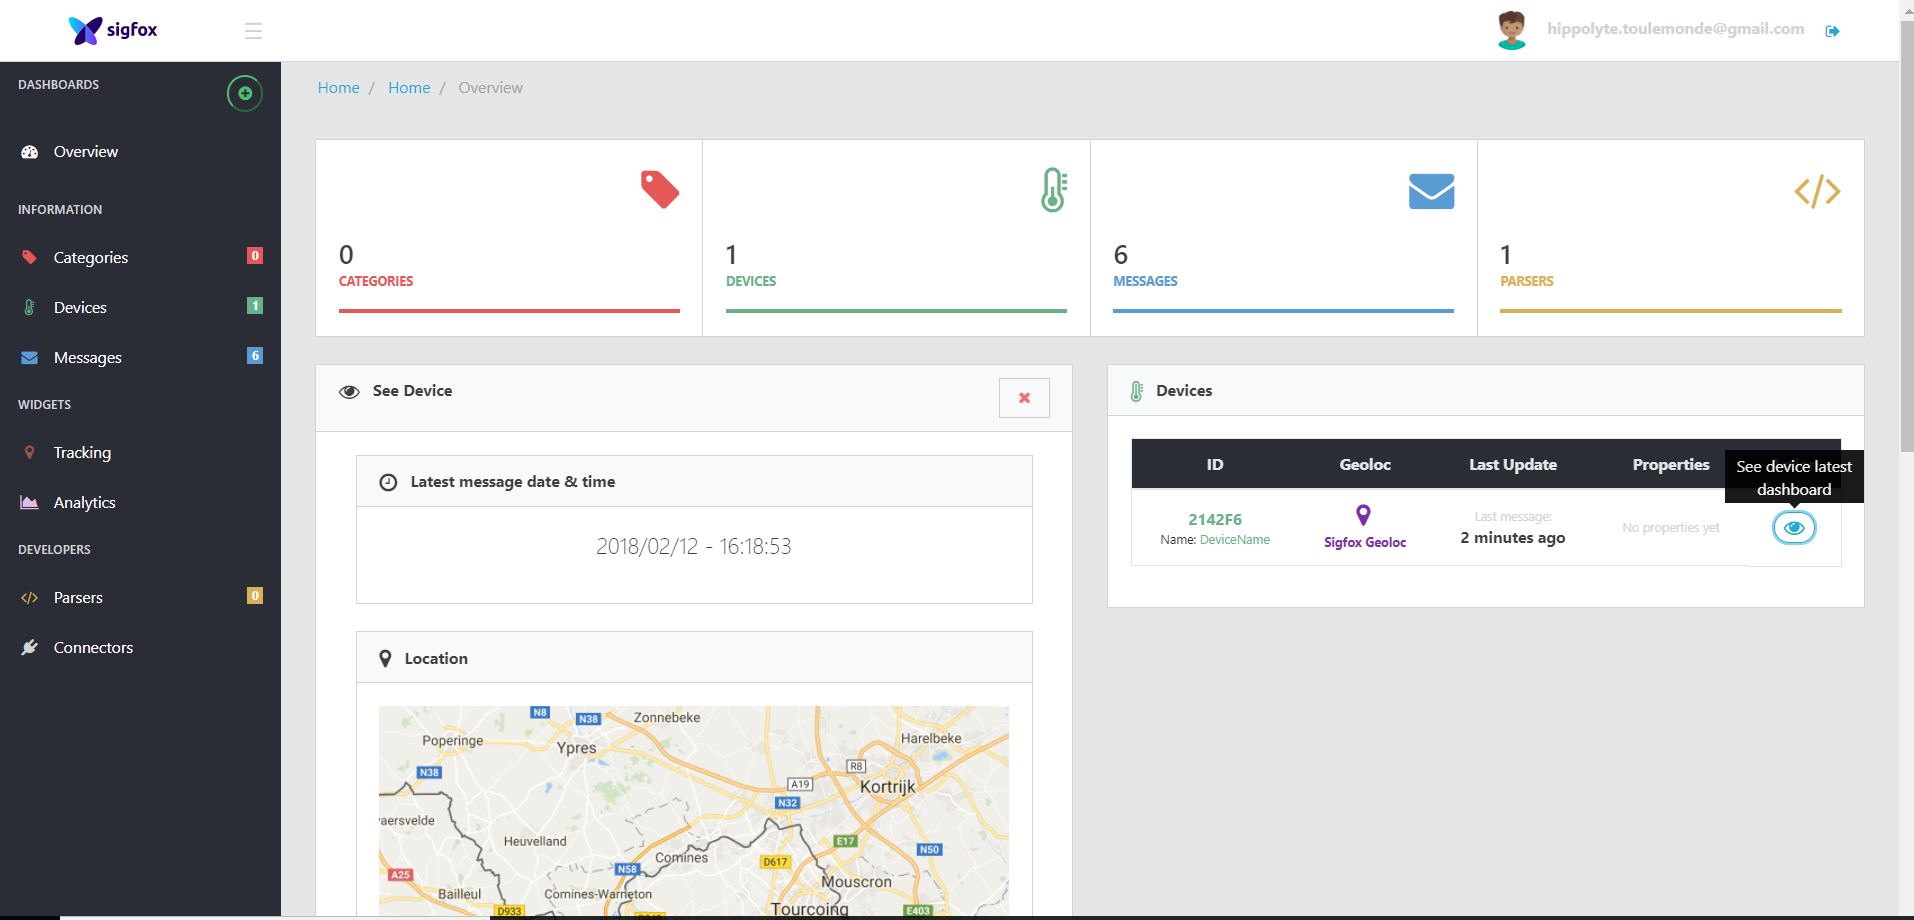 sigfox
hippolyte.toulemonde@gmail.com
DASHBOARDS
Overview
INFORMATION
Categories 0
Devices 1
Messages 6
WIDGETS
Tracking
Analytics
DEVELOPERS
Parsers 0
Connectors
Home / Home / Overview
0
CATEGORIES
1
DEVICES
6
MESSAGES
1
PARSERS
See Device
Latest message date & time
2018/02/12 - 16:18:53
Location
N8
N38
Zonnebeke
Poperinge
Ypres
Harelbeke
N38
R8
A19
Kortrijk
N32
aersvelde
Heuvelland
E17
N50
Comines
D617
N58
A25
Mouscron
Bailleul
Comines-Warneton
D933
Tourcoing
E403
Devices
ID Geoloc Last Update Properties
See device latest
dashboard
2142F6
Name: DeviceName
Sigfox Geoloc
Last message:
2 minutes ago
No properties yet